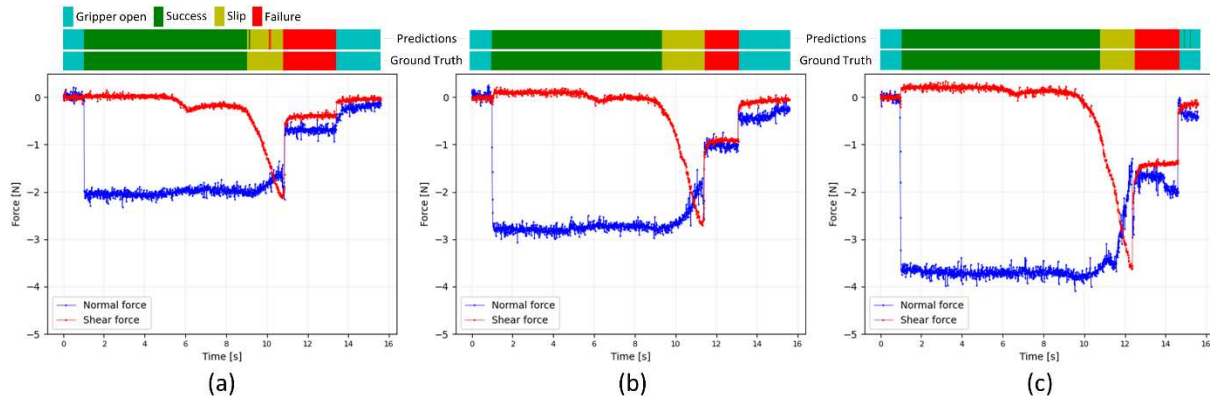 Gripper open Success Slip Failure
Predictions Predictions
Ground Truth Ground Truth
0 0 0
−1 −1 −1
−2 −2 −2
−3 −3 −3
−4 −4 −4
−5 −5 −5
Force [N] Force [N] Force [N]
Normal force Normal force Normal force
Shear force Shear force Shear force
0 2 4 6 8 10 12 14 16 0 2 4 6 8 10 12 14 16 0 2 4 6 8 10 12 14 16
Time [s] Time [s] Time [s]
(a) (b) (c)